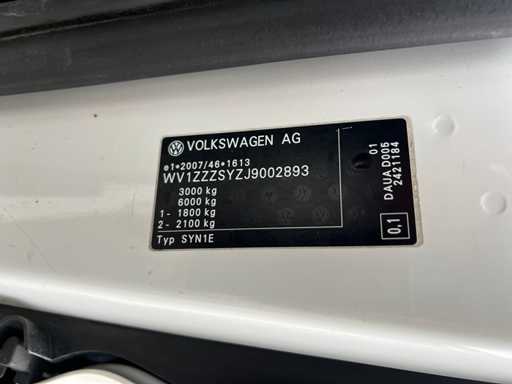 VOLKSWAGEN AG
e1*2007/46*1613
WV1ZZZSYZJ9002893
3000 kg
6000 kg
1- 1800 kg
2- 2100 kg
Typ SYN1E
01
DAUA D005
2421184
0,1